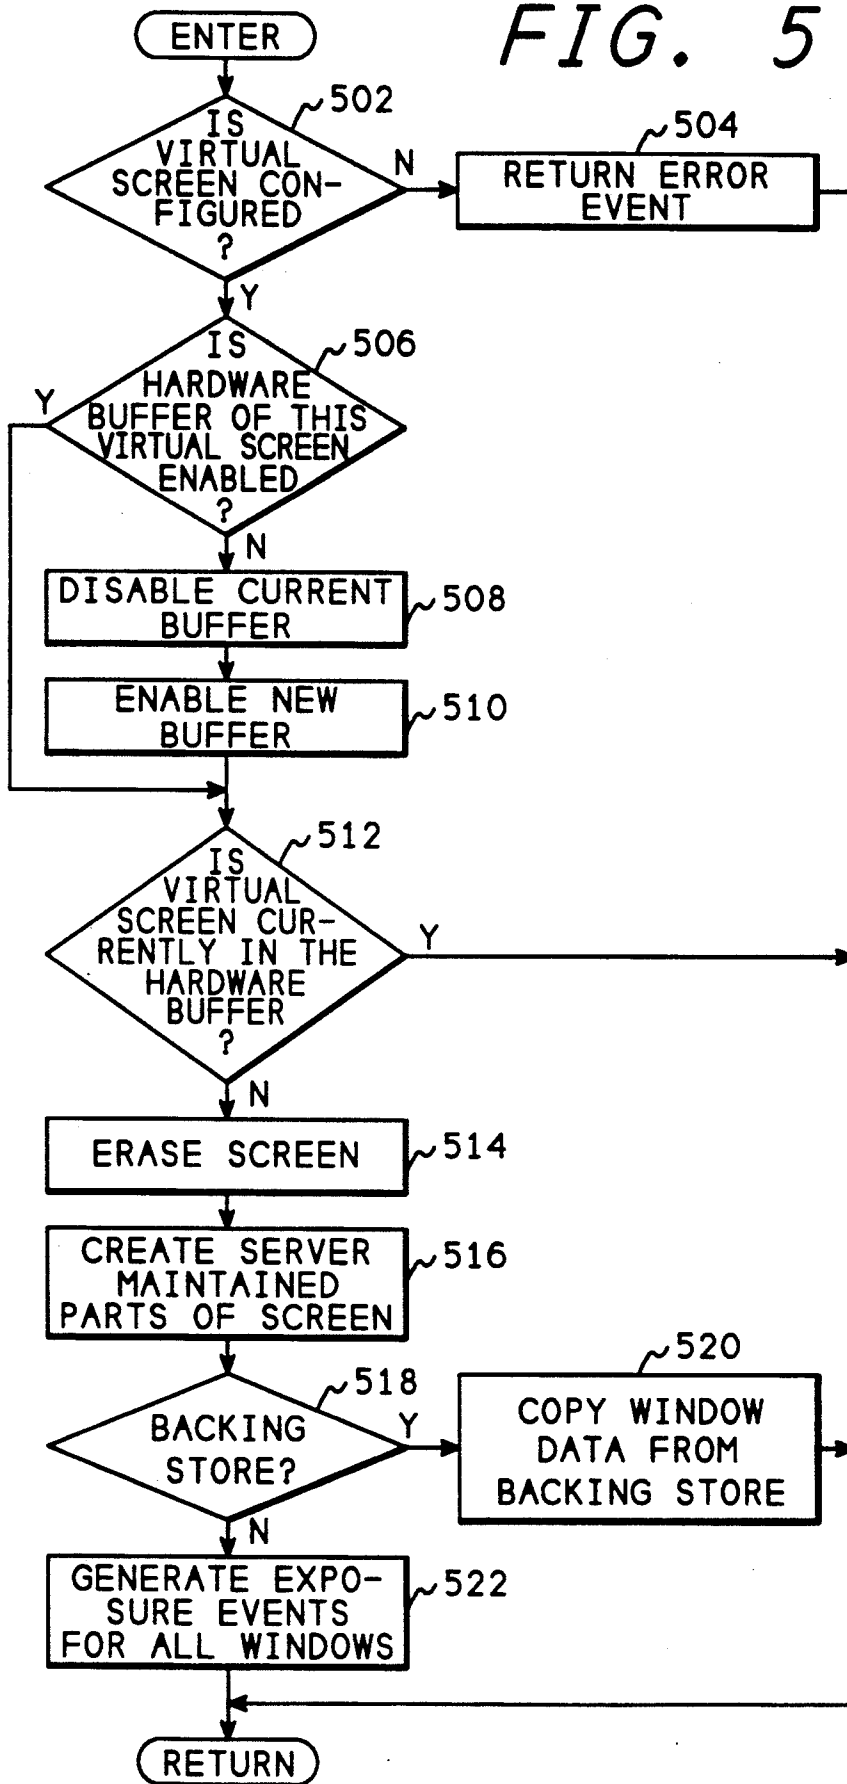 FIG. 5
ENTER
502
IS
VIRTUAL
SCREEN CON-
FIGURED
?
N
504
RETURN ERROR
EVENT
Y
506
IS
HARDWARE
BUFFER OF THIS
VIRTUAL SCREEN
ENABLED
?
Y
N
DISABLE CURRENT
BUFFER
508
ENABLE NEW
BUFFER
510
512
IS
VIRTUAL
SCREEN CUR-
RENTLY IN THE
HARDWARE
BUFFER
?
Y
N
ERASE SCREEN
514
CREATE SERVER
MAINTAINED
PARTS OF SCREEN
516
518
BACKING
STORE?
Y
520
COPY WINDOW
DATA FROM
BACKING STORE
N
GENERATE EXPO-
SURE EVENTS
FOR ALL WINDOWS
522
RETURN